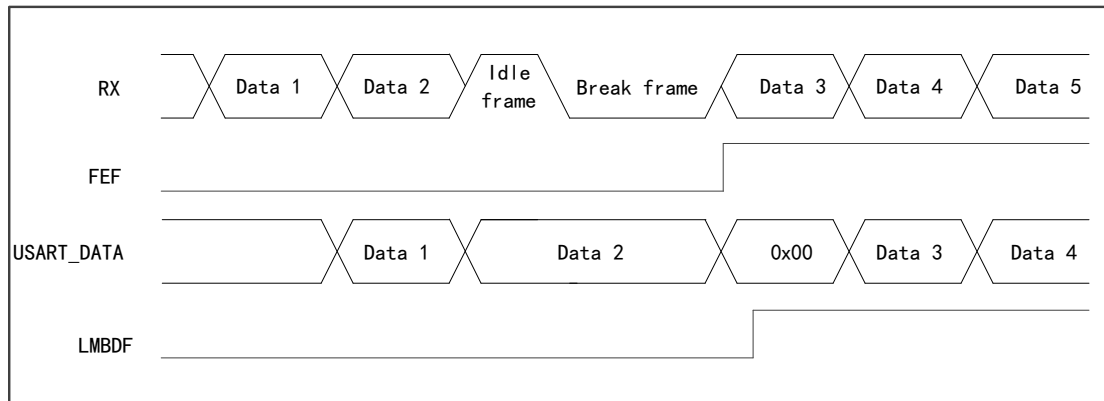 RX Data 1 Data 2 Idle frame Break frame Data 3 Data 4 Data 5
FEF
USART_DATA Data 1 Data 2 0x00 Data 3 Data 4
LMBDF